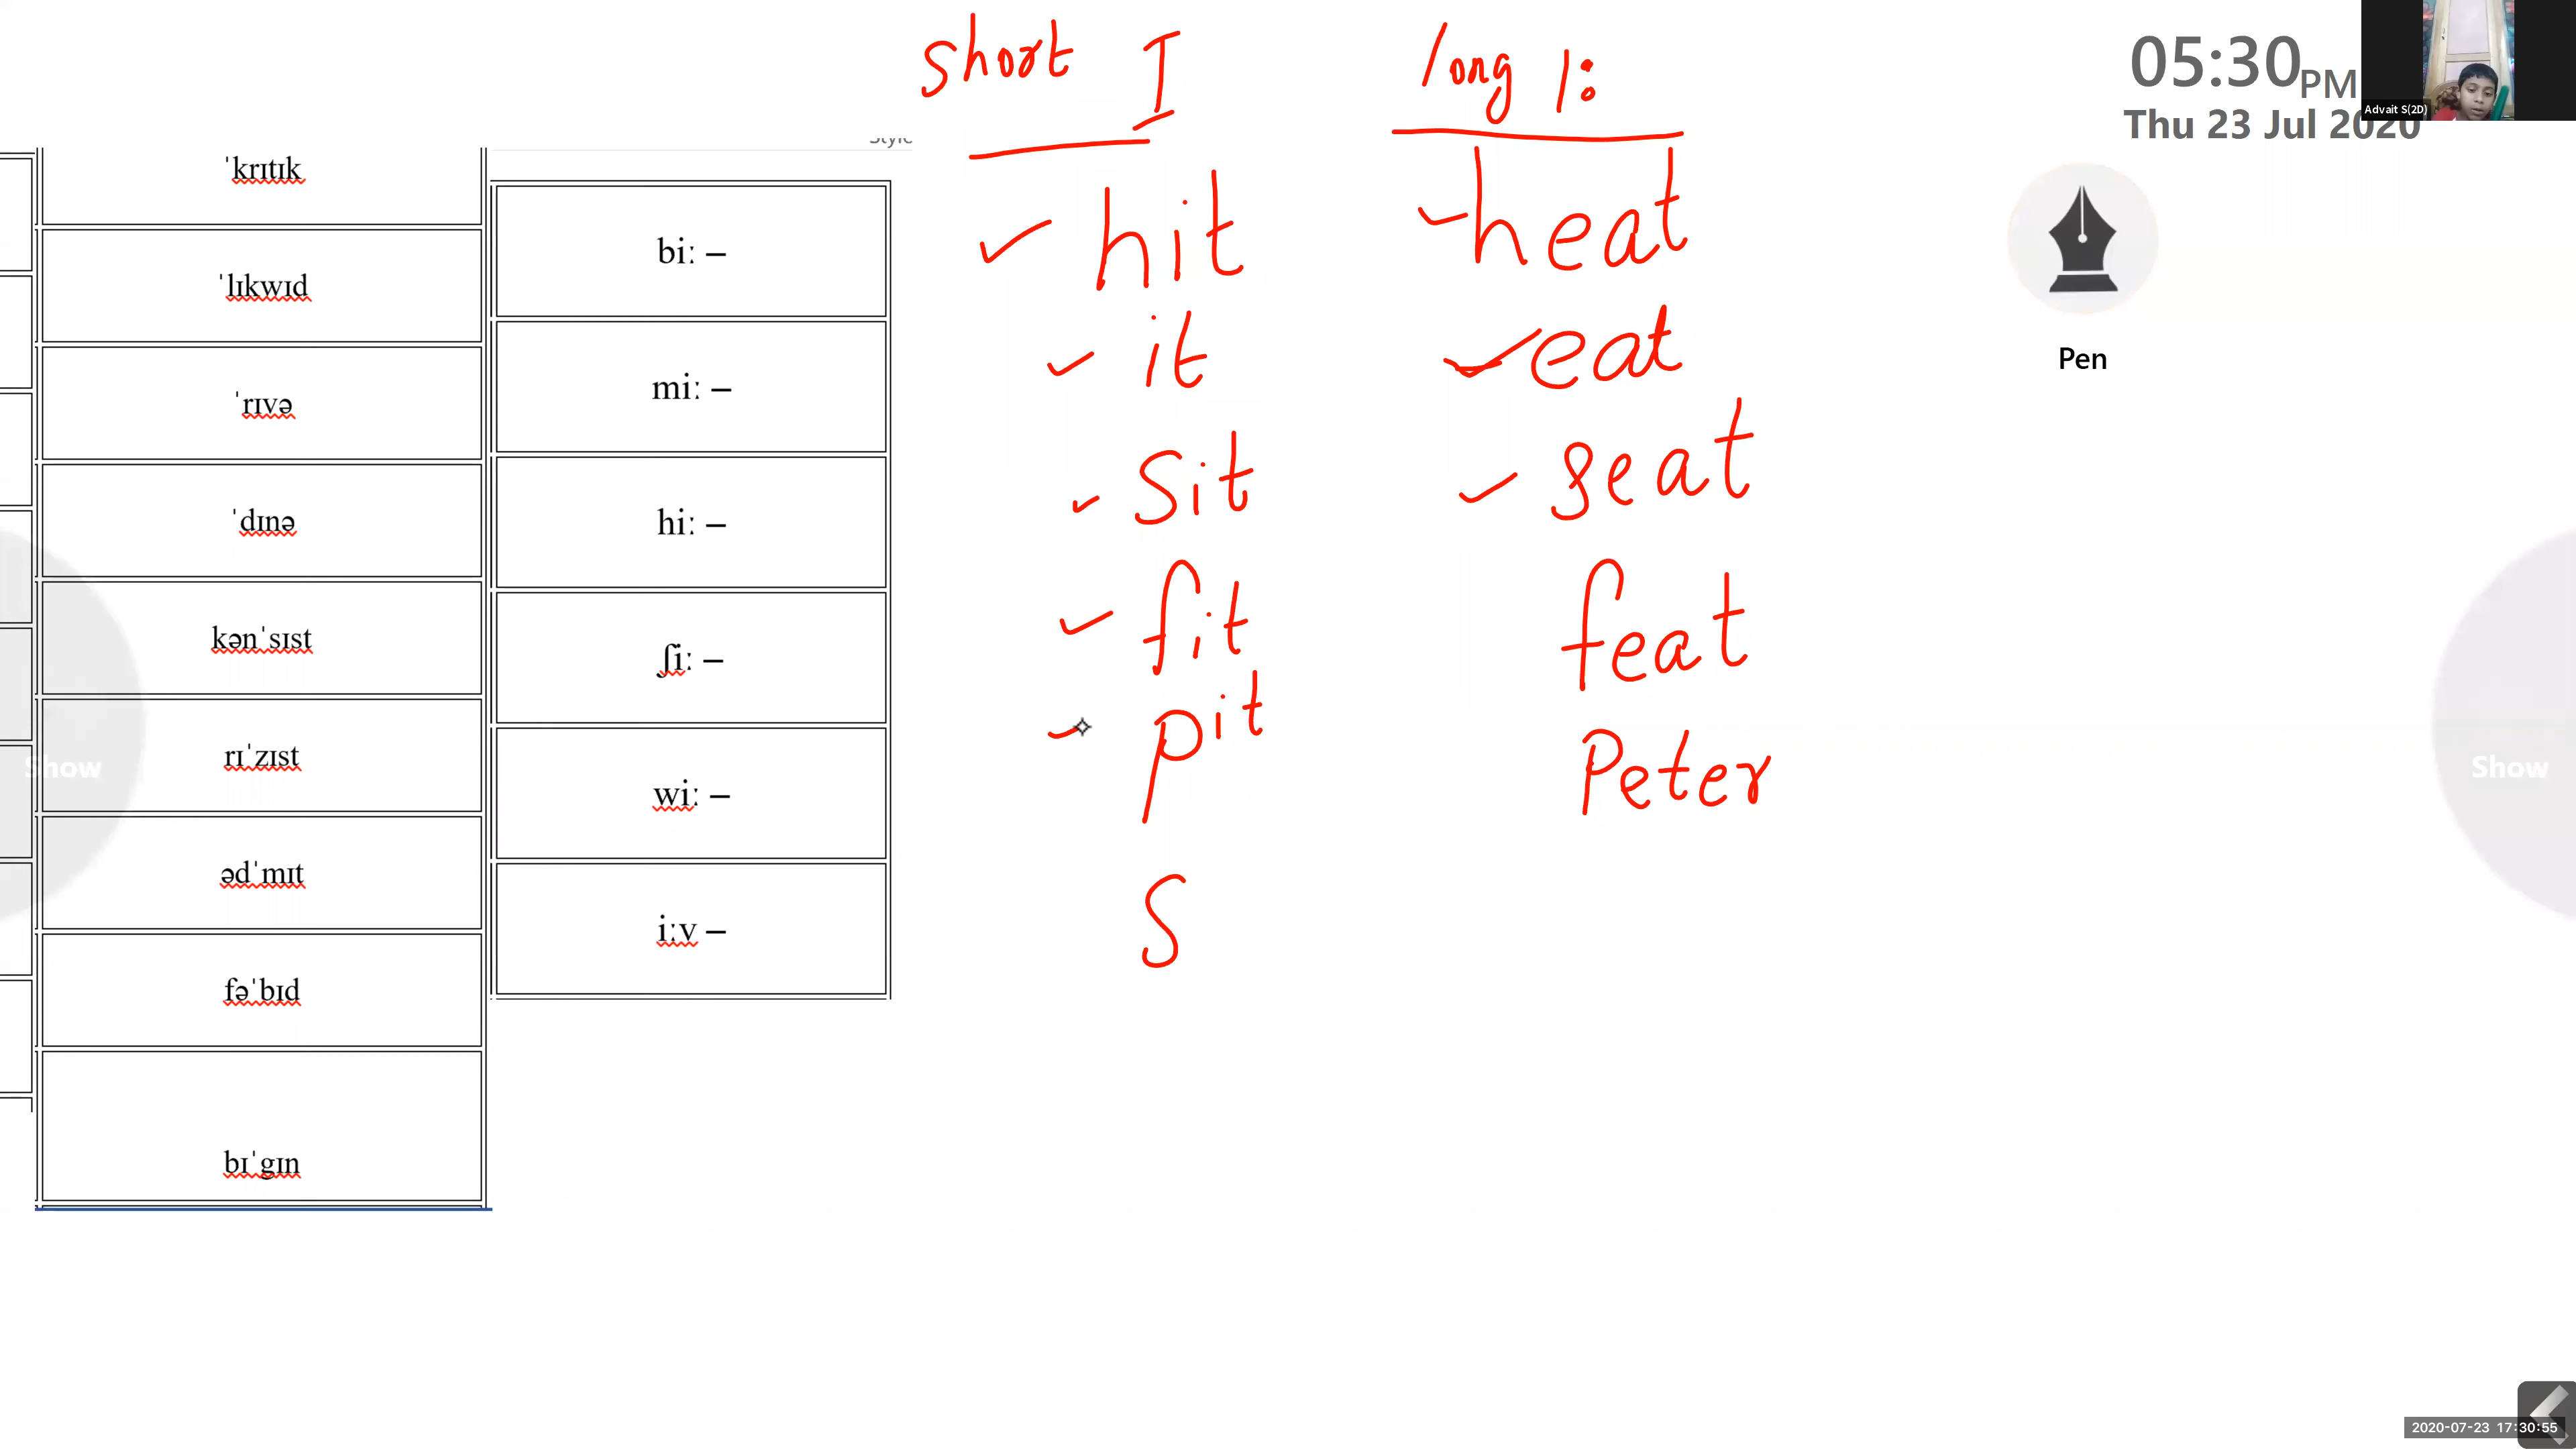 short I
long I:
05:30PM
Thu 23 Jul 2020
Advait S(2D)
Style
ˈkrɪtɪk
ˈlɪkwɪd
ˈrɪvə
ˈdɪnə
kənˈsɪst
rɪˈzɪst
ədˈmɪt
fəˈbɪd
bɪˈgɪn
biː –
miː –
hiː –
ʃiː –
wiː –
iːv –
hit
heat
it
eat
sit
seat
fit
feat
pit
Peter
S
Pen
Show
Show
2020-07-23 17:30:55